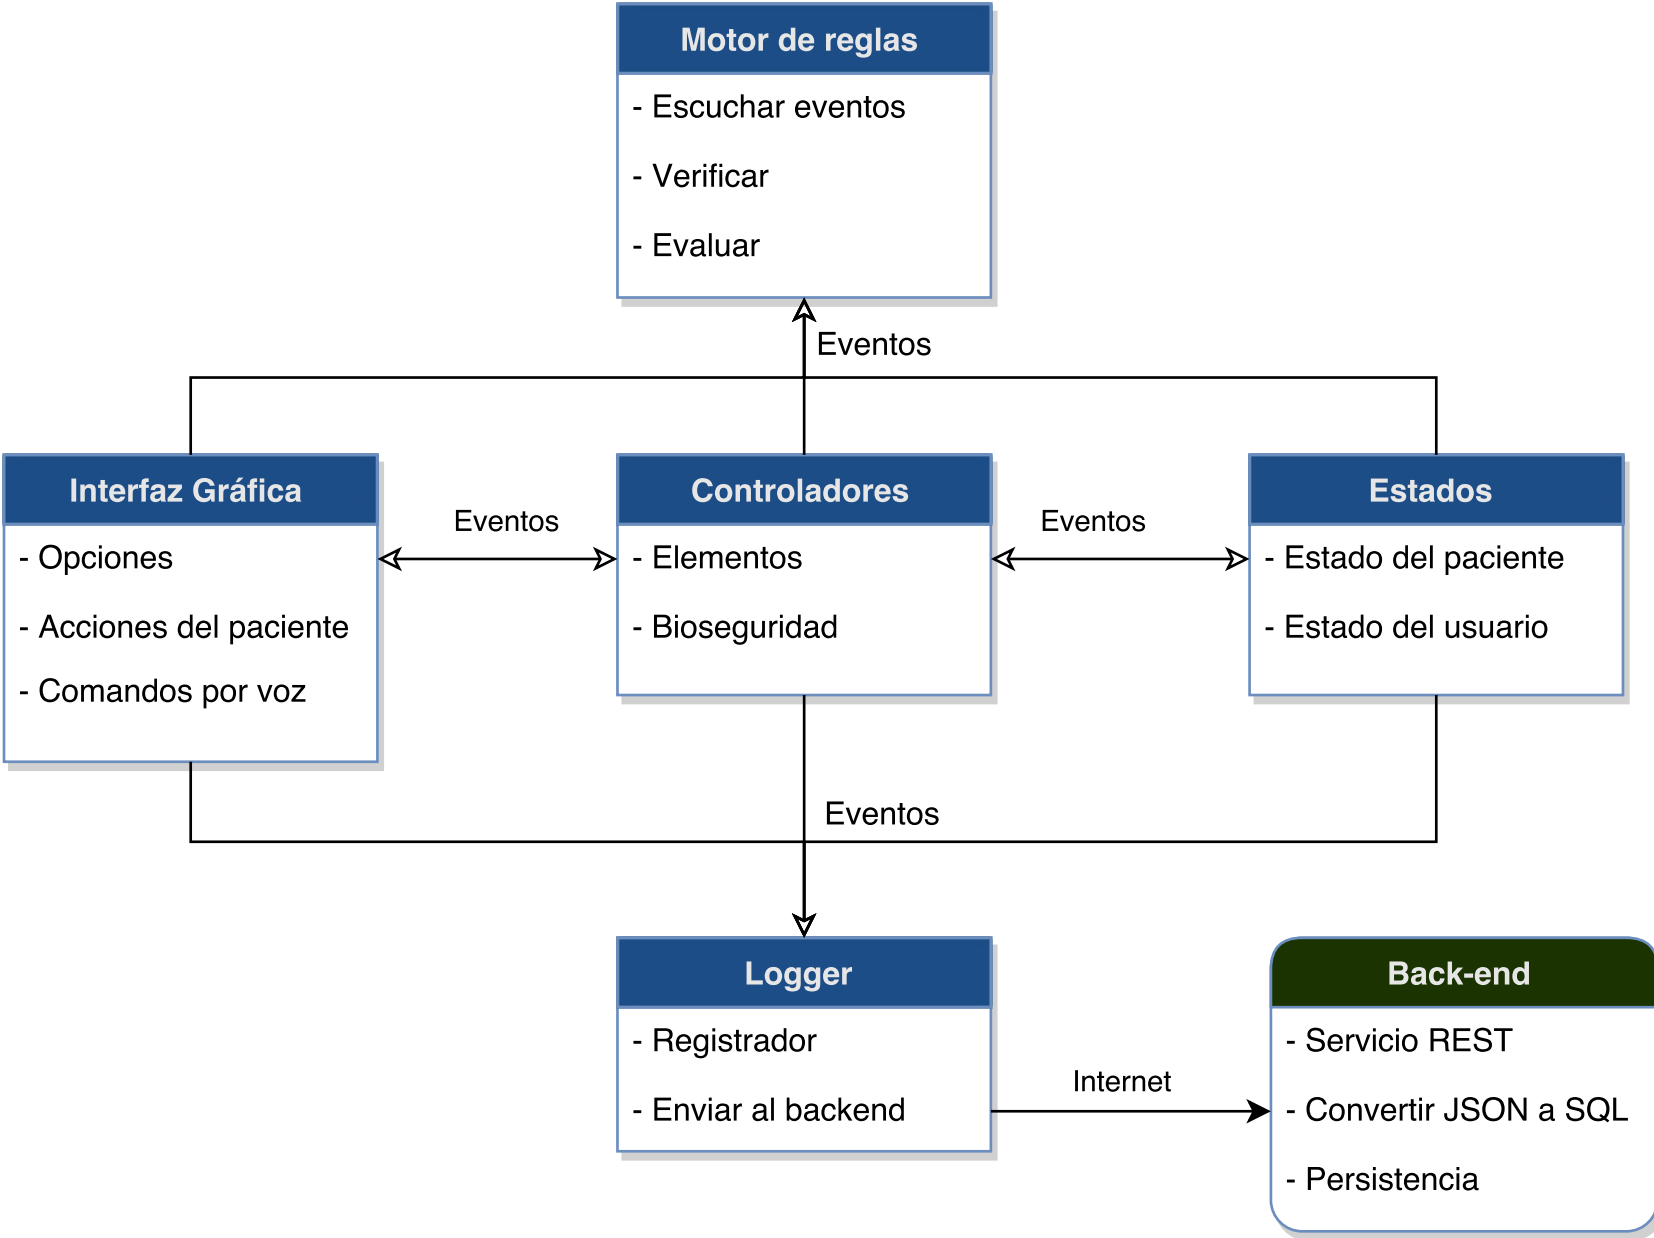 Motor de reglas
- Escuchar eventos
- Verificar
- Evaluar
Eventos
Interfaz Gráfica
- Opciones
- Acciones del paciente
- Comandos por voz
Eventos
Controladores
- Elementos
- Bioseguridad
Eventos
Estados
- Estado del paciente
- Estado del usuario
Eventos
Logger
- Registrador
- Enviar al backend
Internet
Back-end
- Servicio REST
- Convertir JSON a SQL
- Persistencia